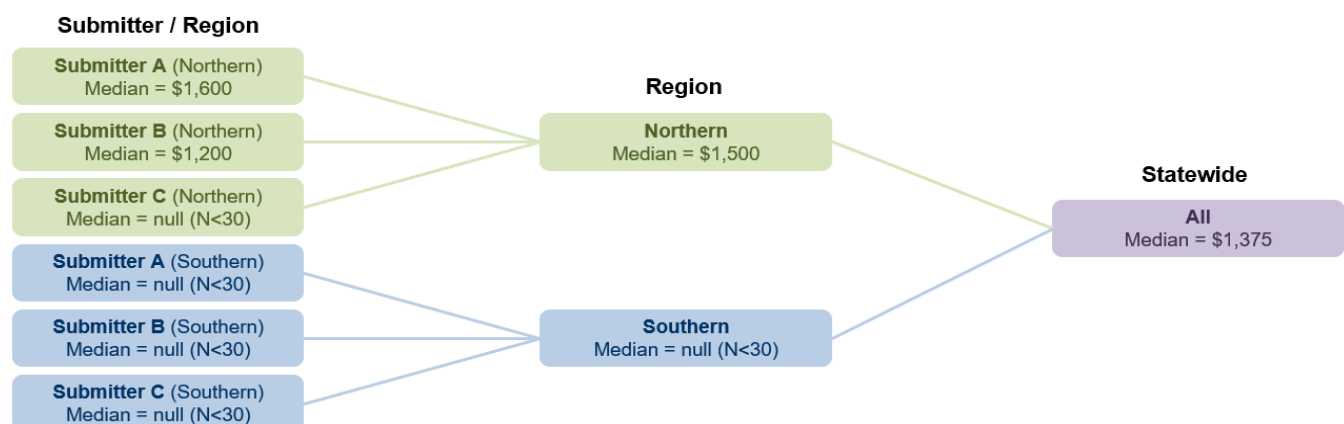 Submitter / Region
Submitter A (Northern)
Median = $1,600
Submitter B (Northern)
Median = $1,200
Submitter C (Northern)
Median = null (N<30)
Submitter A (Southern)
Median = null (N<30)
Submitter B (Southern)
Median = null (N<30)
Submitter C (Southern)
Median = null (N<30)
Region
Northern
Median = $1,500
Southern
Median = null (N<30)
Statewide
All
Median = $1,375